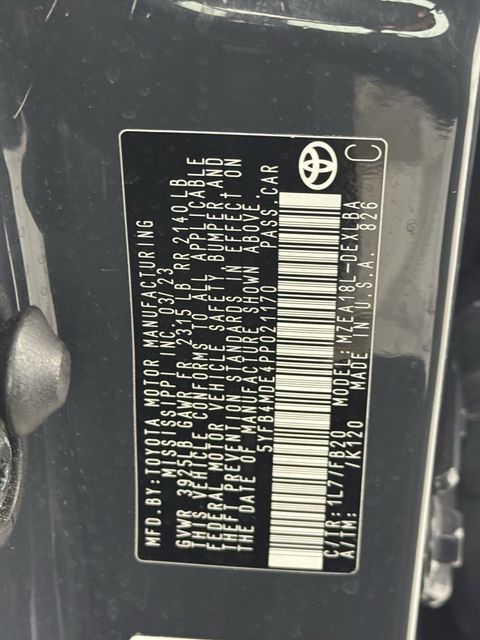 MFD.BY:TOYOTA MOTOR MANUFACTURING
MISSISSIPPI INC. 03/23
GVWR 3925LB GAWR FR 2315 LB RR 2140 LB
THIS VEHICLE CONFORMS TO ALL APPLICABLE
FEDERAL MOTOR VEHICLE SAFETY, BUMPER AND
THEFT PREVENTION STANDARDS IN EFFECT ON
THE DATE OF MANUFACTURE SHOWN ABOVE.
5YFB4MDE4PP021170 PASS.CAR
C/TR:1L7/FB20 MODEL:MZEA18L-DEXLBA
A/TM: /K120 MADE IN U.S.A. 826
C